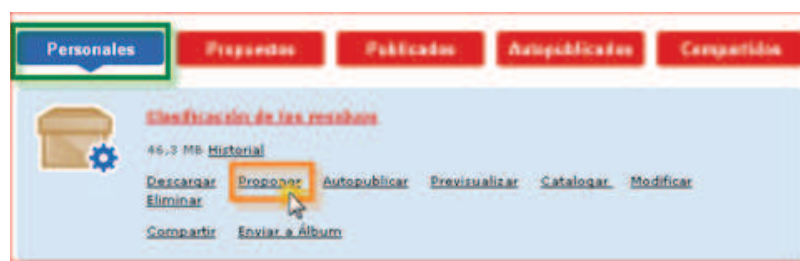 Personales Propuestos Publicados Autopublicados Compartidos
Clasificación de los residuos
46,3 MB Historial
Descargar Proponer Autopublicar Previsualizar Catalogar Modificar
Eliminar
Compartir Enviar a Álbum